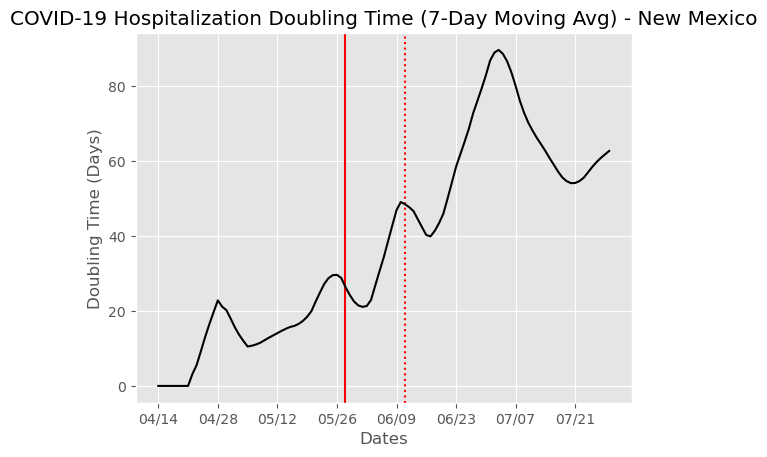 COVID-19 Hospitalization Doubling Time (7-Day Moving Avg) - New Mexico
Doubling Time (Days)
80
60
40
20
0
04/14 04/28 05/12 05/26 06/09 06/23 07/07 07/21
Dates